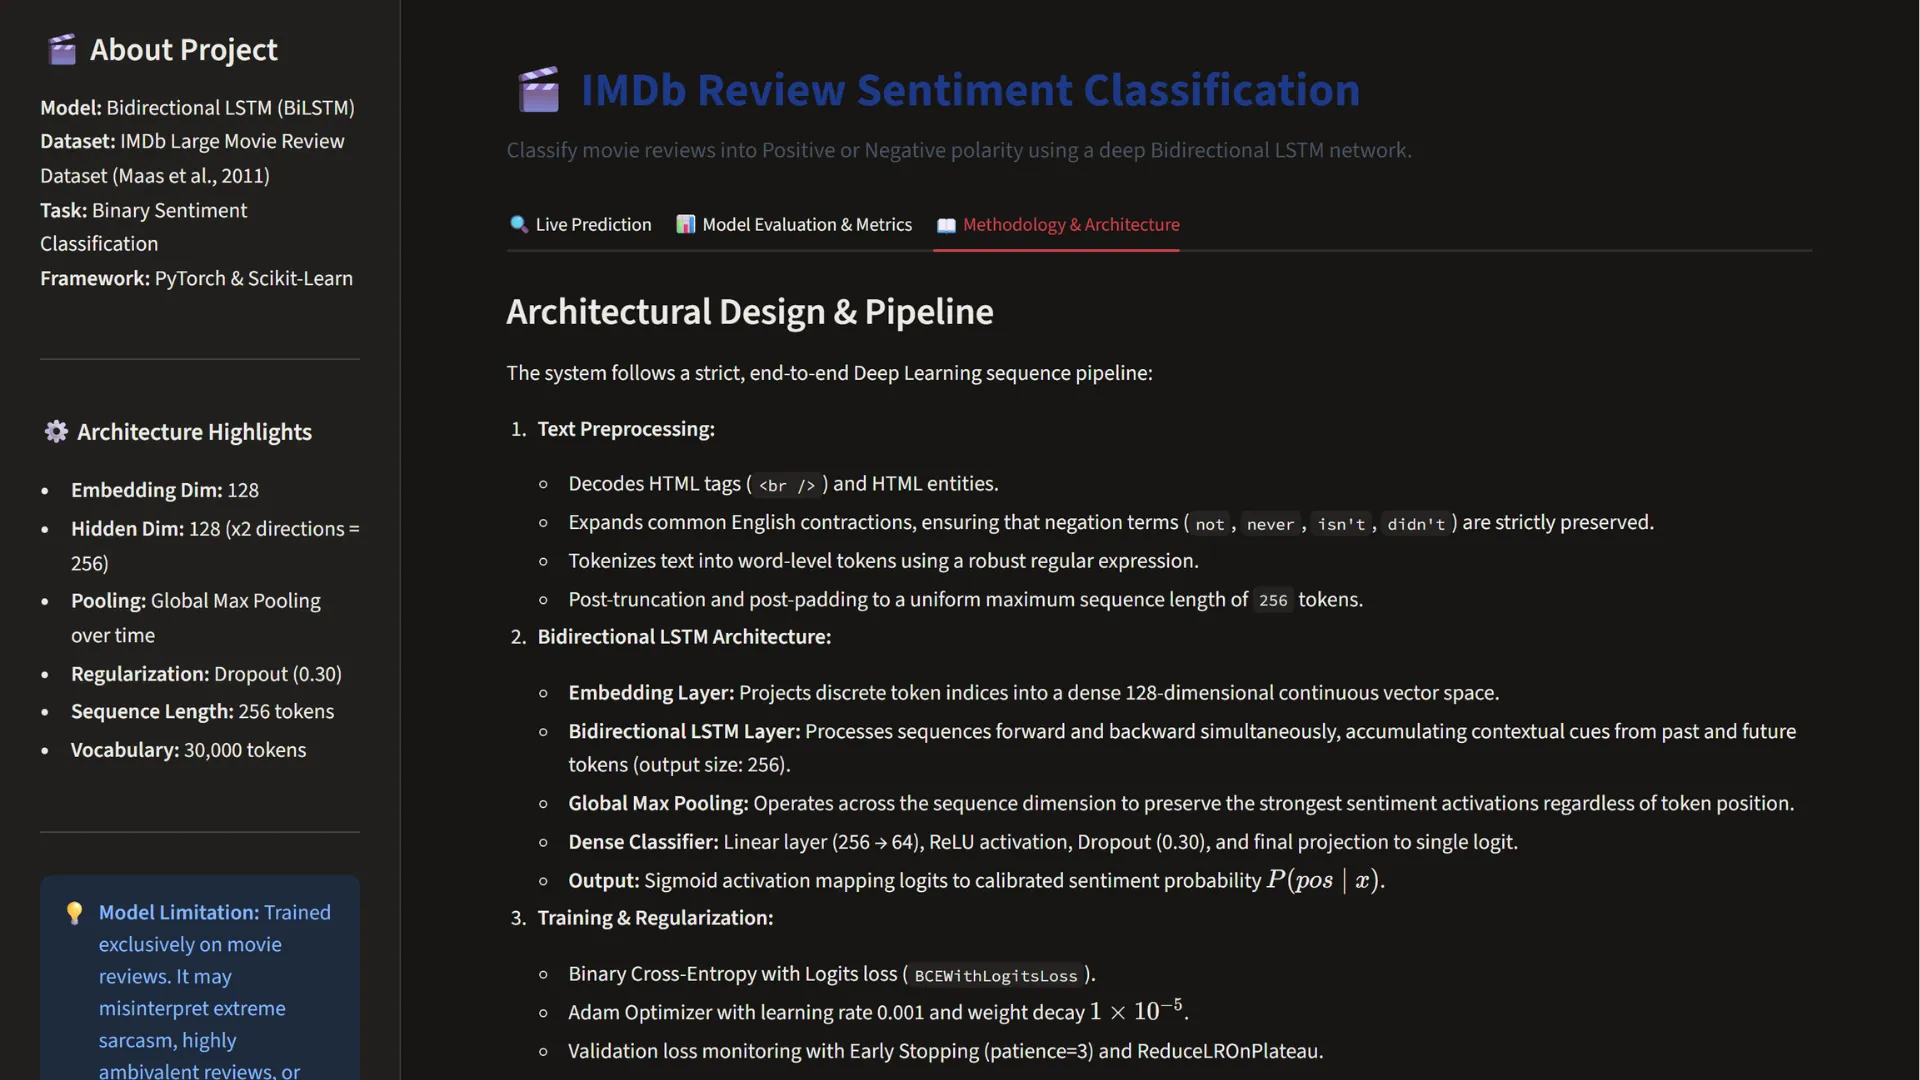 About Project
Model: Bidirectional LSTM (BiLSTM)
Dataset: IMDb Large Movie Review
Dataset (Maas et al., 2011)
Task: Binary Sentiment
Classification
Framework: PyTorch & Scikit-Learn
Architecture Highlights
• Embedding Dim: 128
• Hidden Dim: 128 (x2 directions =
256)
• Pooling: Global Max Pooling
over time
• Regularization: Dropout (0.30)
• Sequence Length: 256 tokens
• Vocabulary: 30,000 tokens
Model Limitation: Trained
exclusively on movie
reviews. It may
misinterpret extreme
sarcasm, highly
ambivalent reviews, or
IMDb Review Sentiment Classification
Classify movie reviews into Positive or Negative polarity using a deep Bidirectional LSTM network.
Live Prediction Model Evaluation & Metrics Methodology & Architecture
Architectural Design & Pipeline
The system follows a strict, end-to-end Deep Learning sequence pipeline:
1. Text Preprocessing:
◦ Decodes HTML tags ( <br /> ) and HTML entities.
◦ Expands common English contractions, ensuring that negation terms ( not , never , isn't , didn't ) are strictly preserved.
◦ Tokenizes text into word-level tokens using a robust regular expression.
◦ Post-truncation and post-padding to a uniform maximum sequence length of 256 tokens.
2. Bidirectional LSTM Architecture:
◦ Embedding Layer: Projects discrete token indices into a dense 128-dimensional continuous vector space.
◦ Bidirectional LSTM Layer: Processes sequences forward and backward simultaneously, accumulating contextual cues from past and future
tokens (output size: 256).
◦ Global Max Pooling: Operates across the sequence dimension to preserve the strongest sentiment activations regardless of token position.
◦ Dense Classifier: Linear layer (256 → 64), ReLU activation, Dropout (0.30), and final projection to single logit.
◦ Output: Sigmoid activation mapping logits to calibrated sentiment probability P(pos | x).
3. Training & Regularization:
◦ Binary Cross-Entropy with Logits loss ( BCEWithLogitsLoss ).
◦ Adam Optimizer with learning rate 0.001 and weight decay 1 × 10⁻⁵.
◦ Validation loss monitoring with Early Stopping (patience=3) and ReduceLROnPlateau.